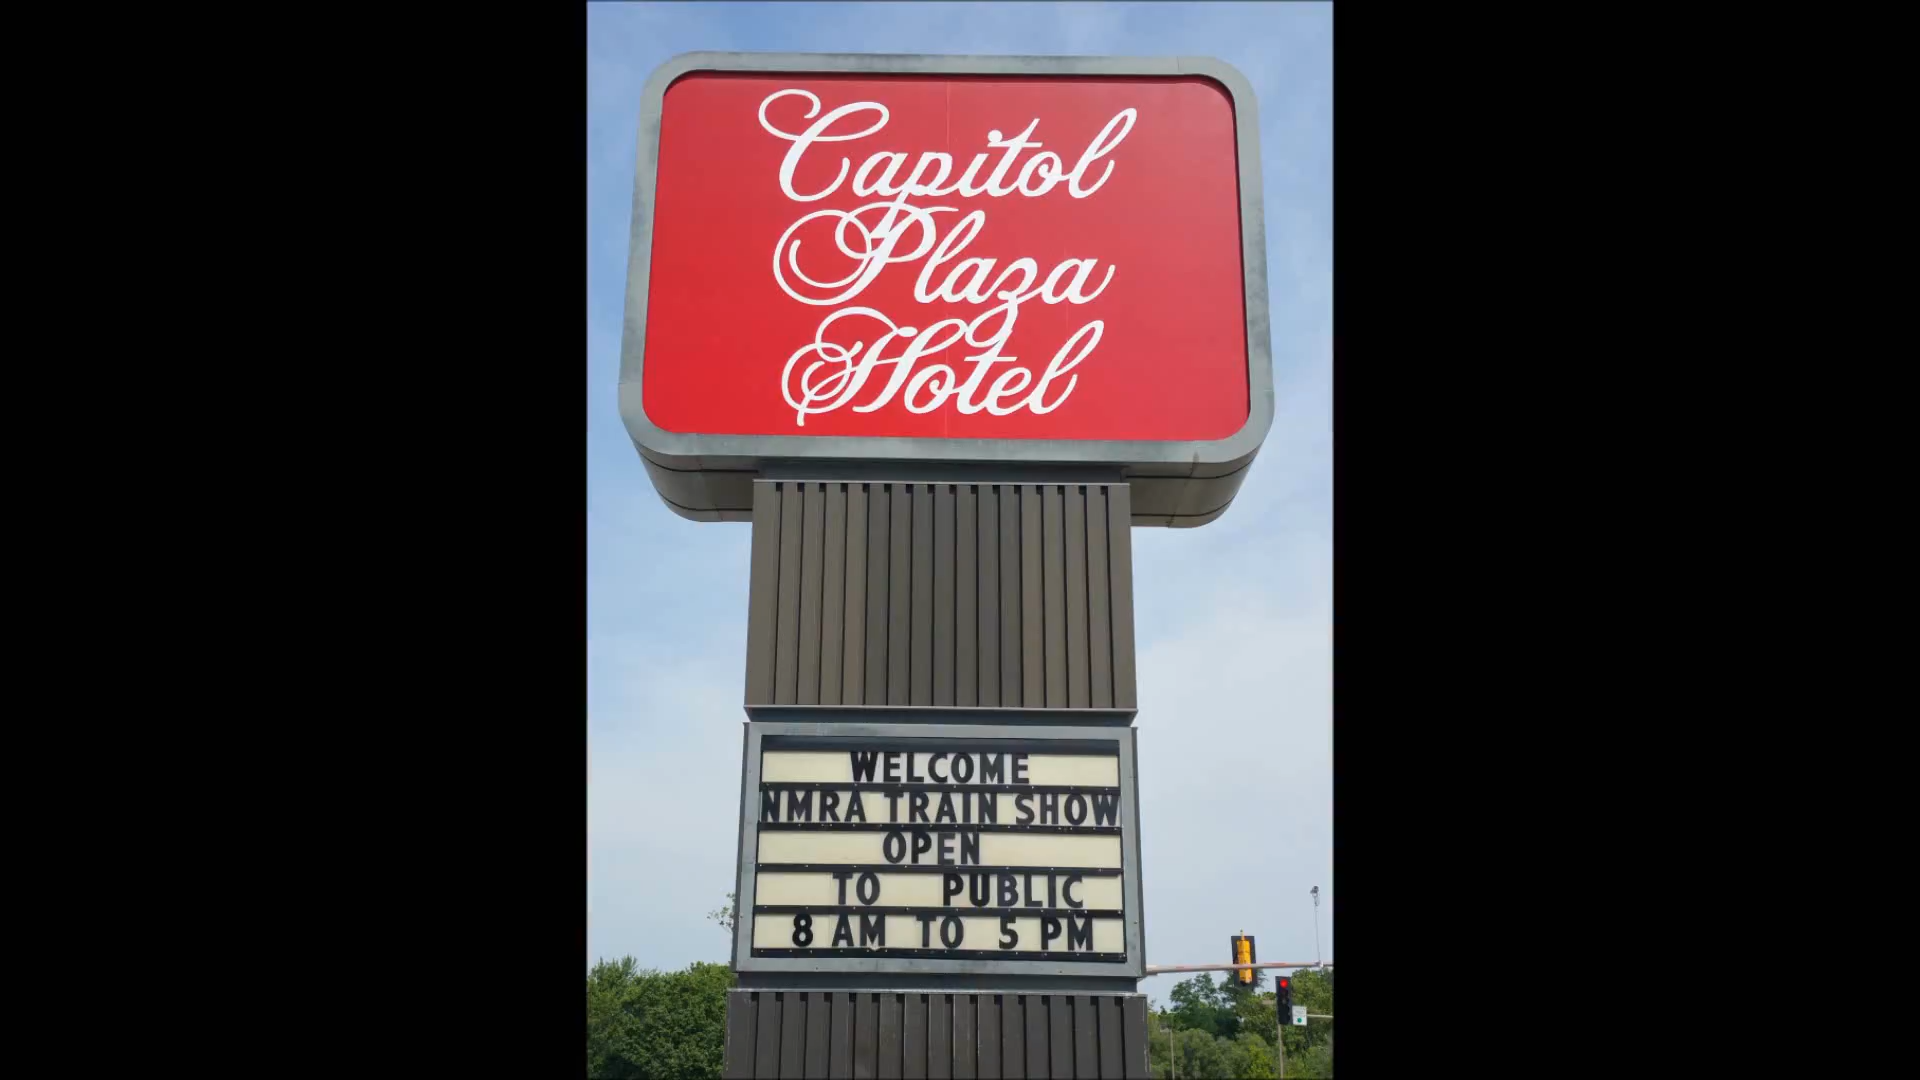 Capitol
Plaza
Hotel
WELCOME
NMRA TRAIN SHOW
OPEN
TO PUBLIC
8 AM TO 5 PM